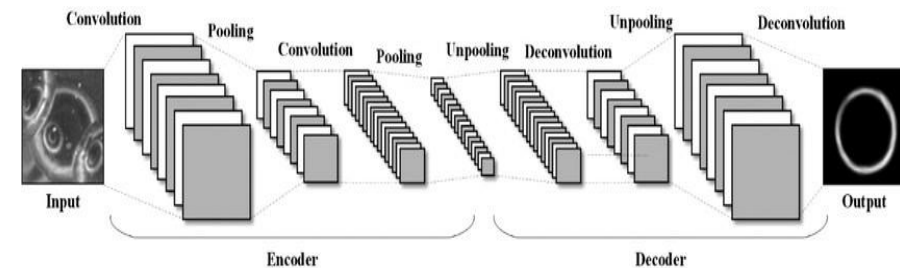 Convolution
Pooling
Convolution
Pooling
Unpooling
Deconvolution
Unpooling
Deconvolution
Input
Output
Encoder
Decoder